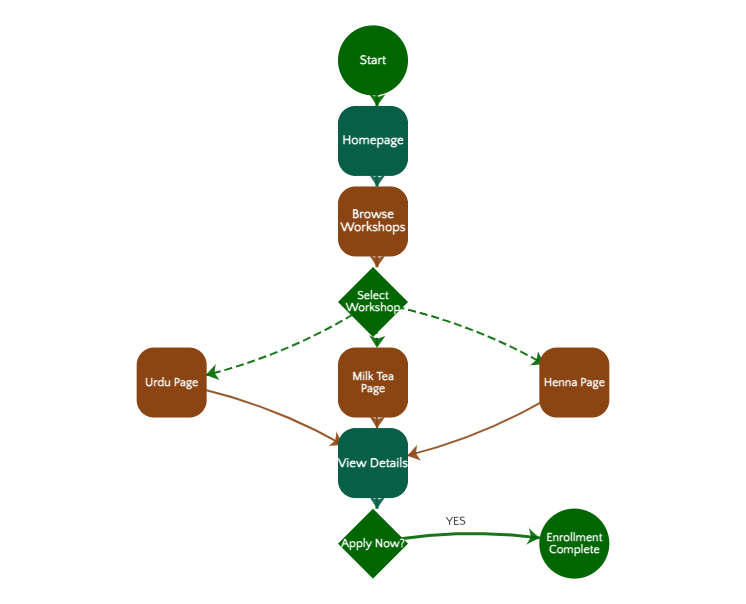 Start
Homepage
Browse
Workshops
Select
Workshop
Urdu Page
Milk Tea
Page
Henna Page
View Details
Apply Now?
YES
Enrollment
Complete